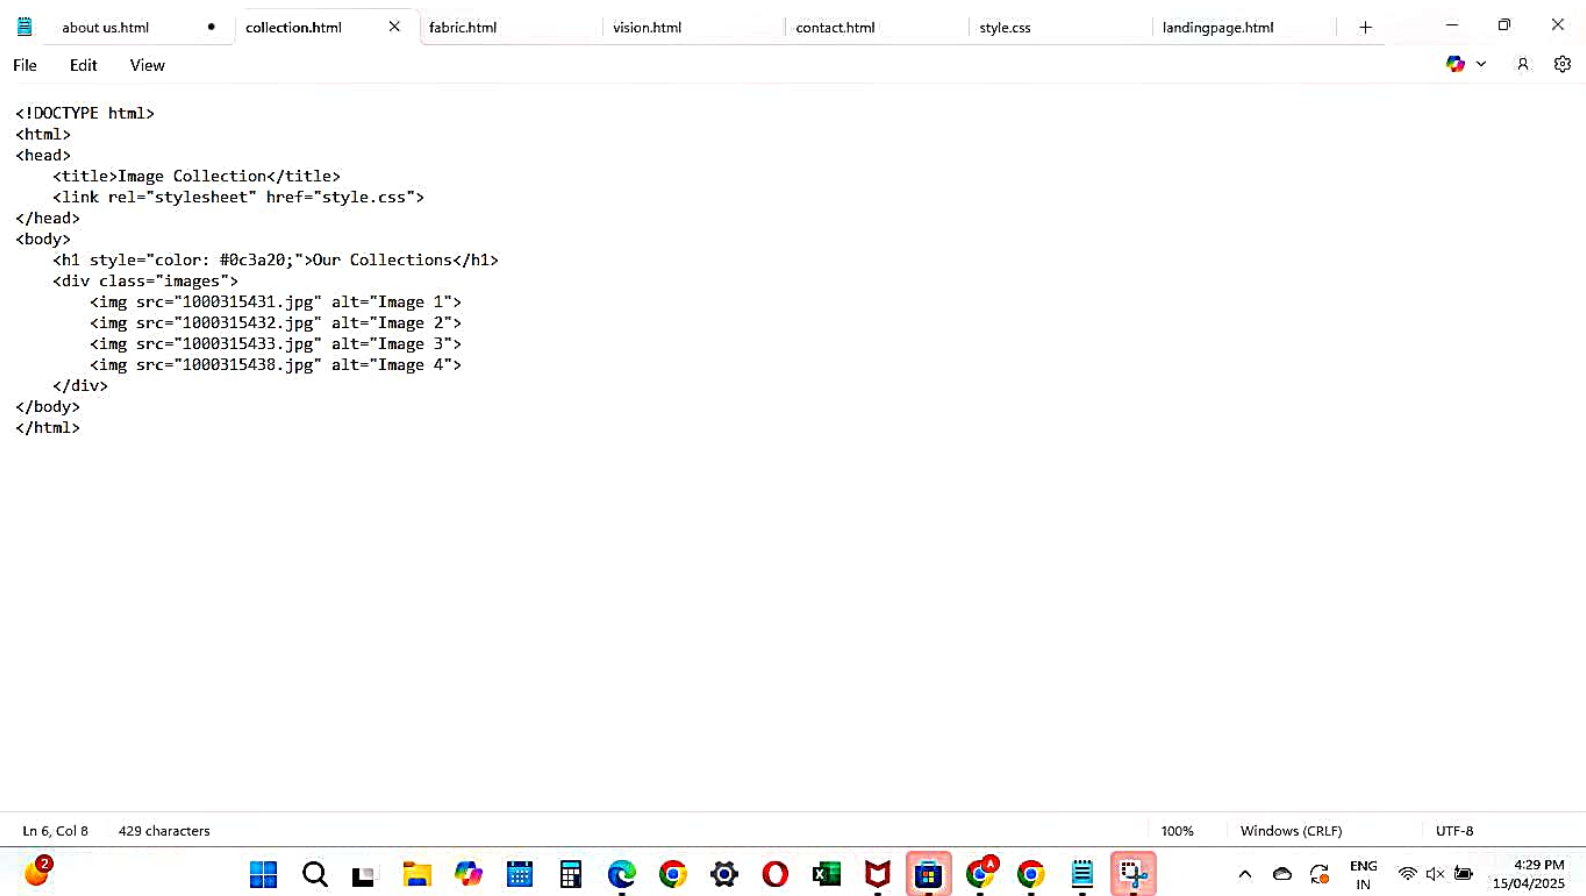 about us.html
collection.html
fabric.html
vision.html
contact.html
style.css
landingpage.html
File Edit View
<!DOCTYPE html>
<html>
<head>
    <title>Image Collection</title>
    <link rel="stylesheet" href="style.css">
</head>
<body>
    <h1 style="color: #0c3a20;">Our Collections</h1>
    <div class="images">
        <img src="1000315431.jpg" alt="Image 1">
        <img src="1000315432.jpg" alt="Image 2">
        <img src="1000315433.jpg" alt="Image 3">
        <img src="1000315438.jpg" alt="Image 4">
    </div>
</body>
</html>
Ln 6, Col 8 429 characters 100% Windows (CRLF) UTF-8
2
A
ENG
IN
4:29 PM
15/04/2025